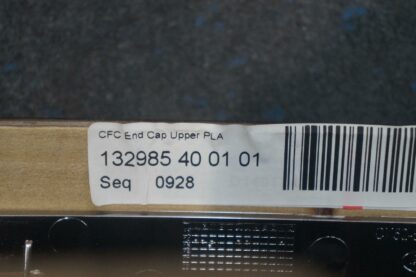 CFC End Cap Upper PLA
132985 40 01 01
Seq 0928